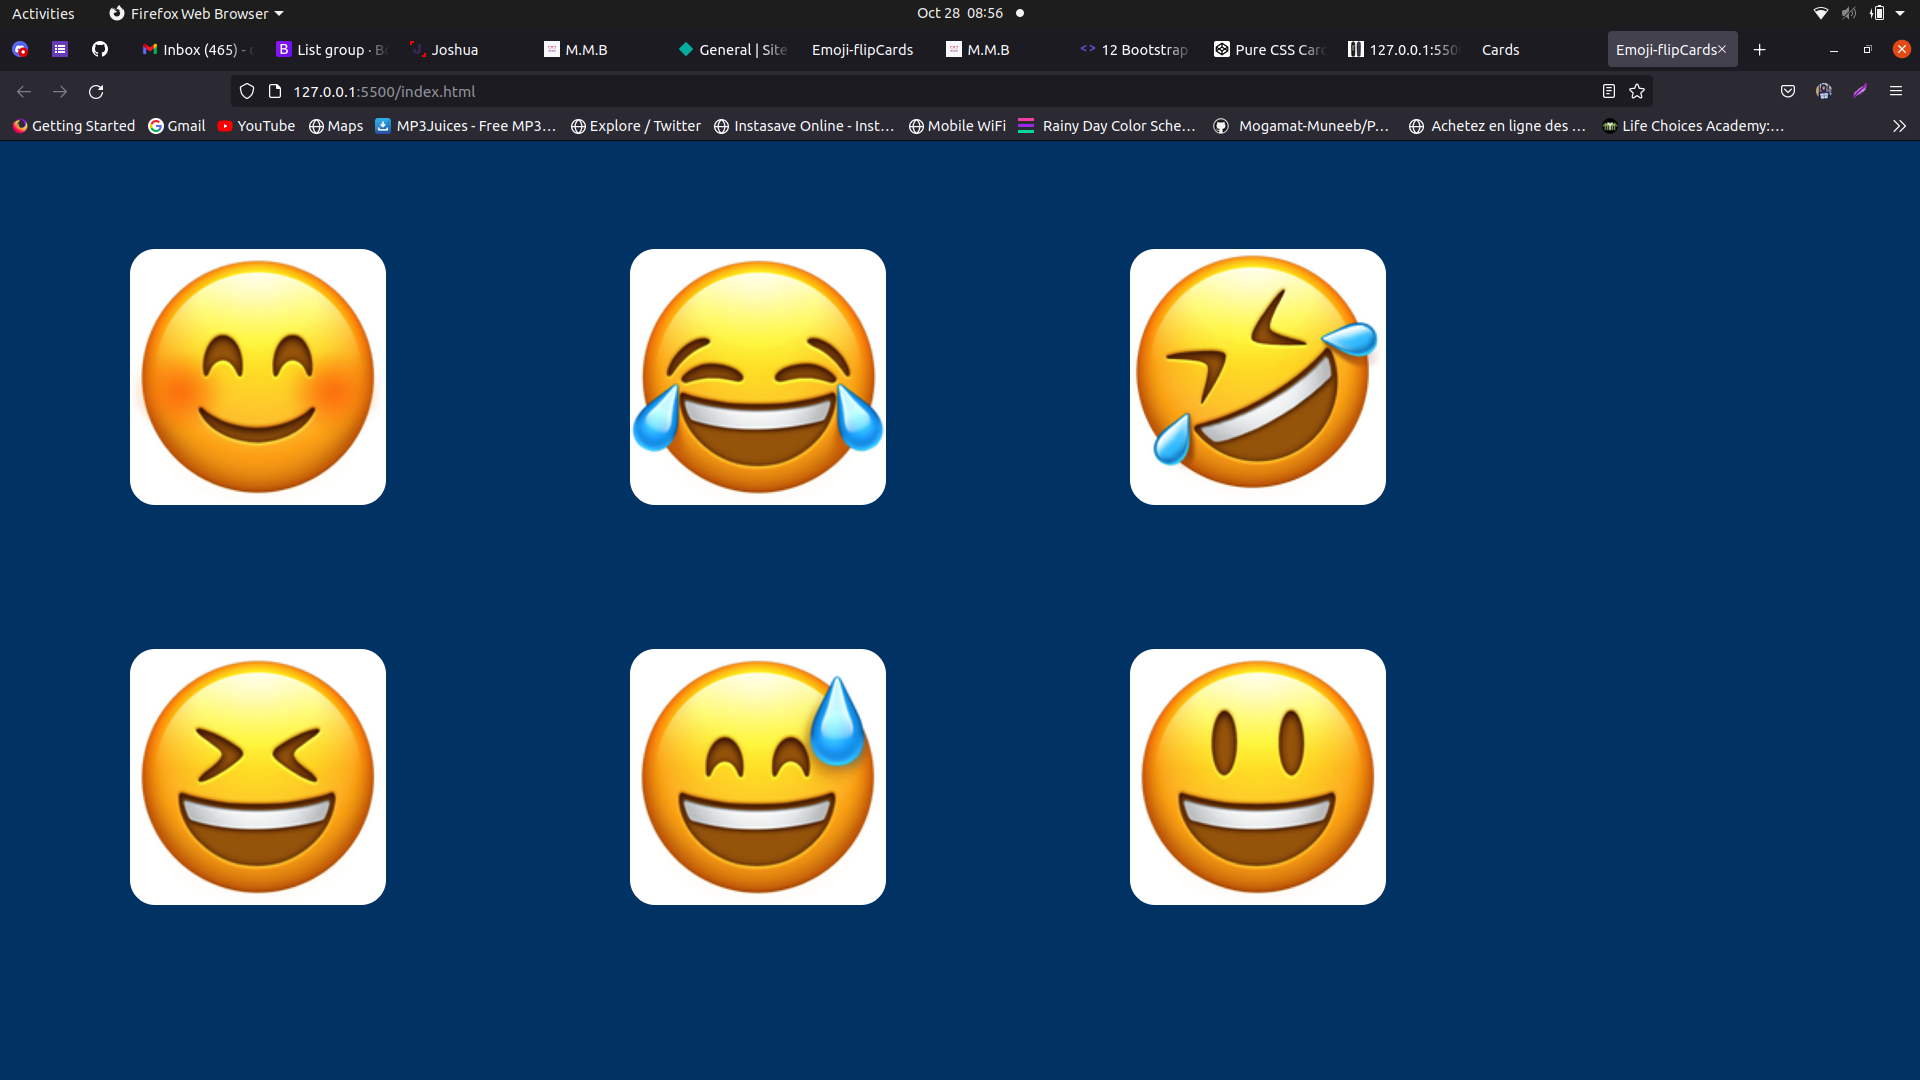 Activities Firefox Web Browser Oct 28 08:56
Inbox (465) - List group · Bo Joshua M.M.B General | Site Emoji-flipCards M.M.B <> 12 Bootstrap Pure CSS Car 127.0.0.1:550 Cards Emoji-flipCards
127.0.0.1:5500/index.html
Getting Started Gmail YouTube Maps MP3Juices - Free MP3… Explore / Twitter Instasave Online - Inst… Mobile WiFi Rainy Day Color Sche… Mogamat-Muneeb/P… Achetez en ligne des … Life Choices Academy:…